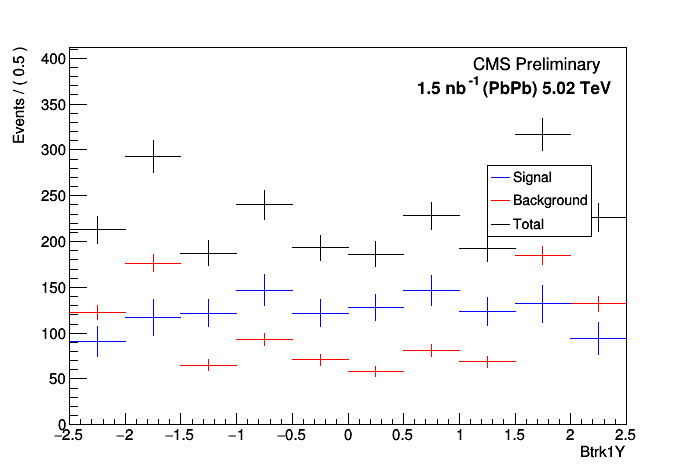 CMS Preliminary
1.5 nb-1 (PbPb) 5.02 TeV
Events / ( 0.5 )
400
350
300
250
200
150
100
50
0
Signal
Background
Total
−2.5 −2 −1.5 −1 −0.5 0 0.5 1 1.5 2 2.5
Btrk1Y